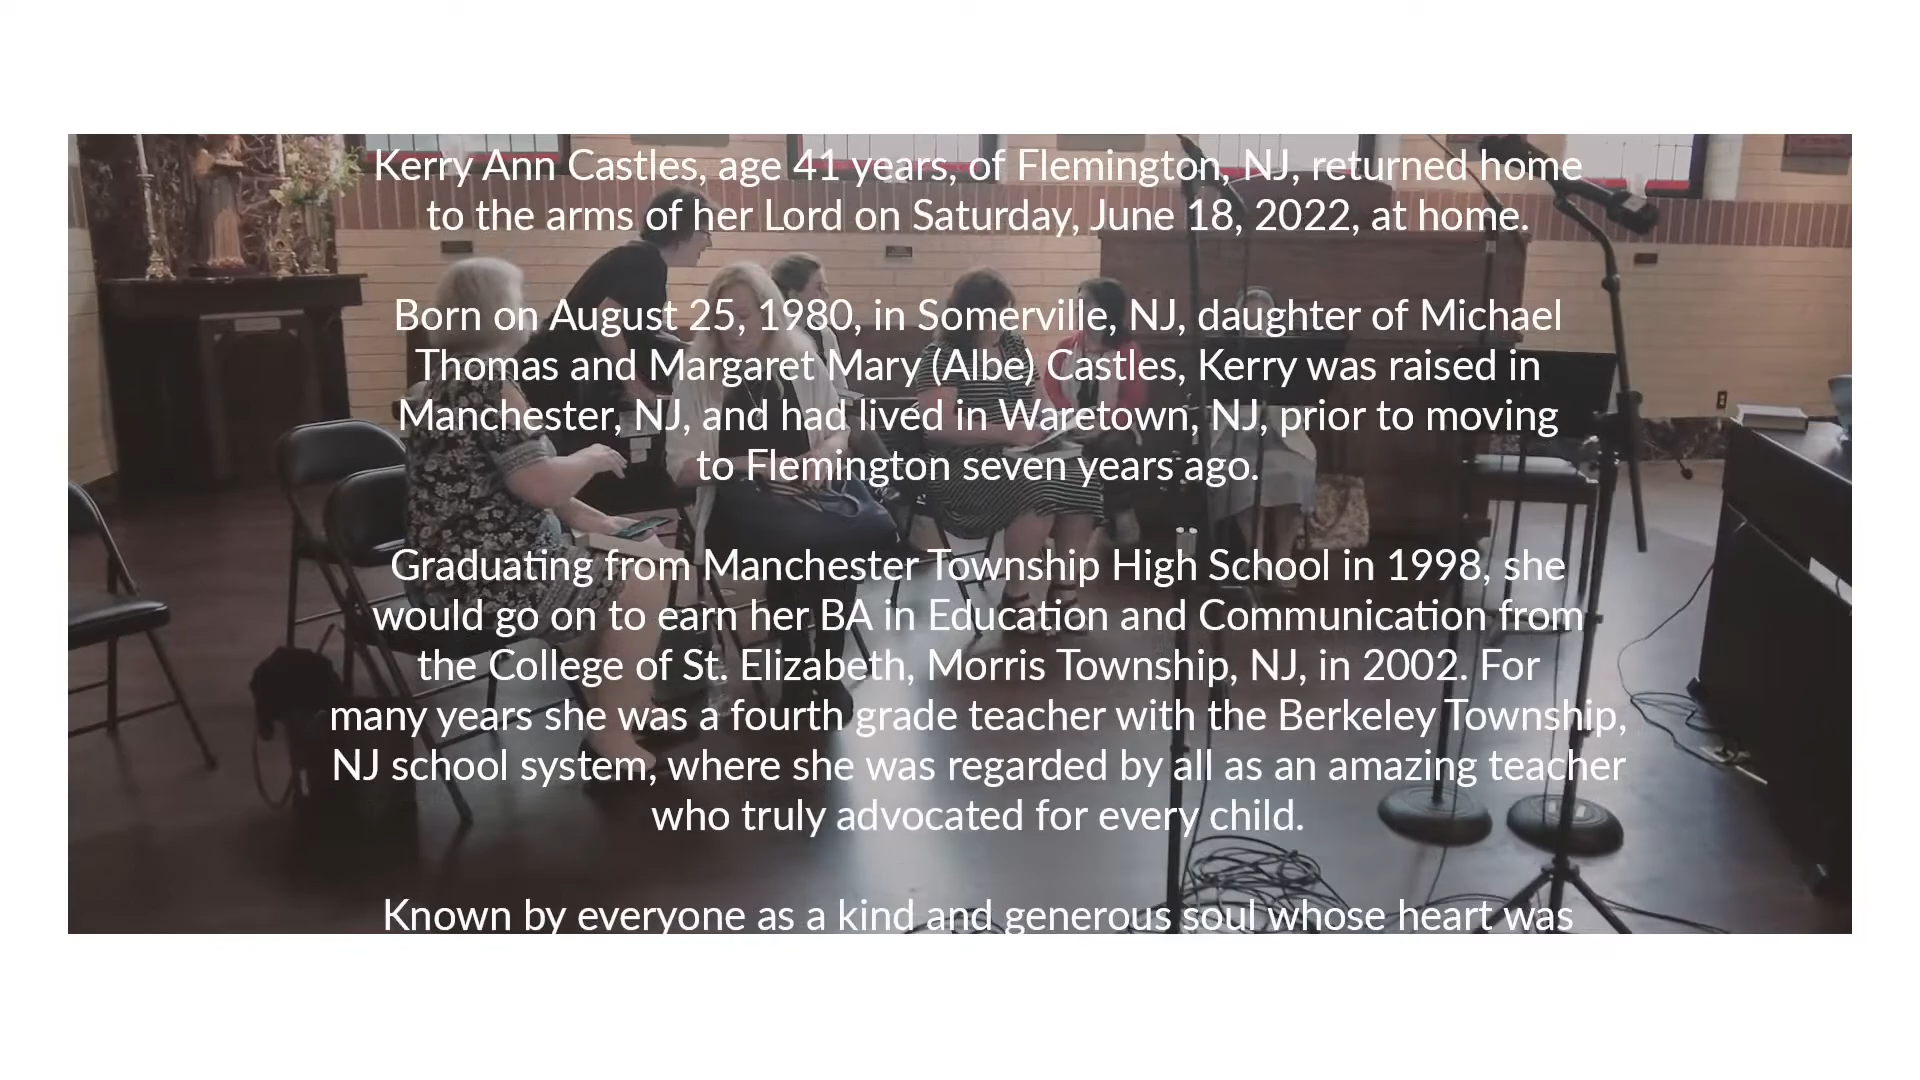 Kerry Ann Castles, age 41 years, of Flemington, NJ, returned home
to the arms of her Lord on Saturday, June 18, 2022, at home.
Born on August 25, 1980, in Somerville, NJ, daughter of Michael
Thomas and Margaret Mary (Albe) Castles, Kerry was raised in
Manchester, NJ, and had lived in Waretown, NJ, prior to moving
to Flemington seven years ago.
Graduating from Manchester Township High School in 1998, she
would go on to earn her BA in Education and Communication from
the College of St. Elizabeth, Morris Township, NJ, in 2002. For
many years she was a fourth grade teacher with the Berkeley Township,
NJ school system, where she was regarded by all as an amazing teacher
who truly advocated for every child.
Known by everyone as a kind and generous soul whose heart was